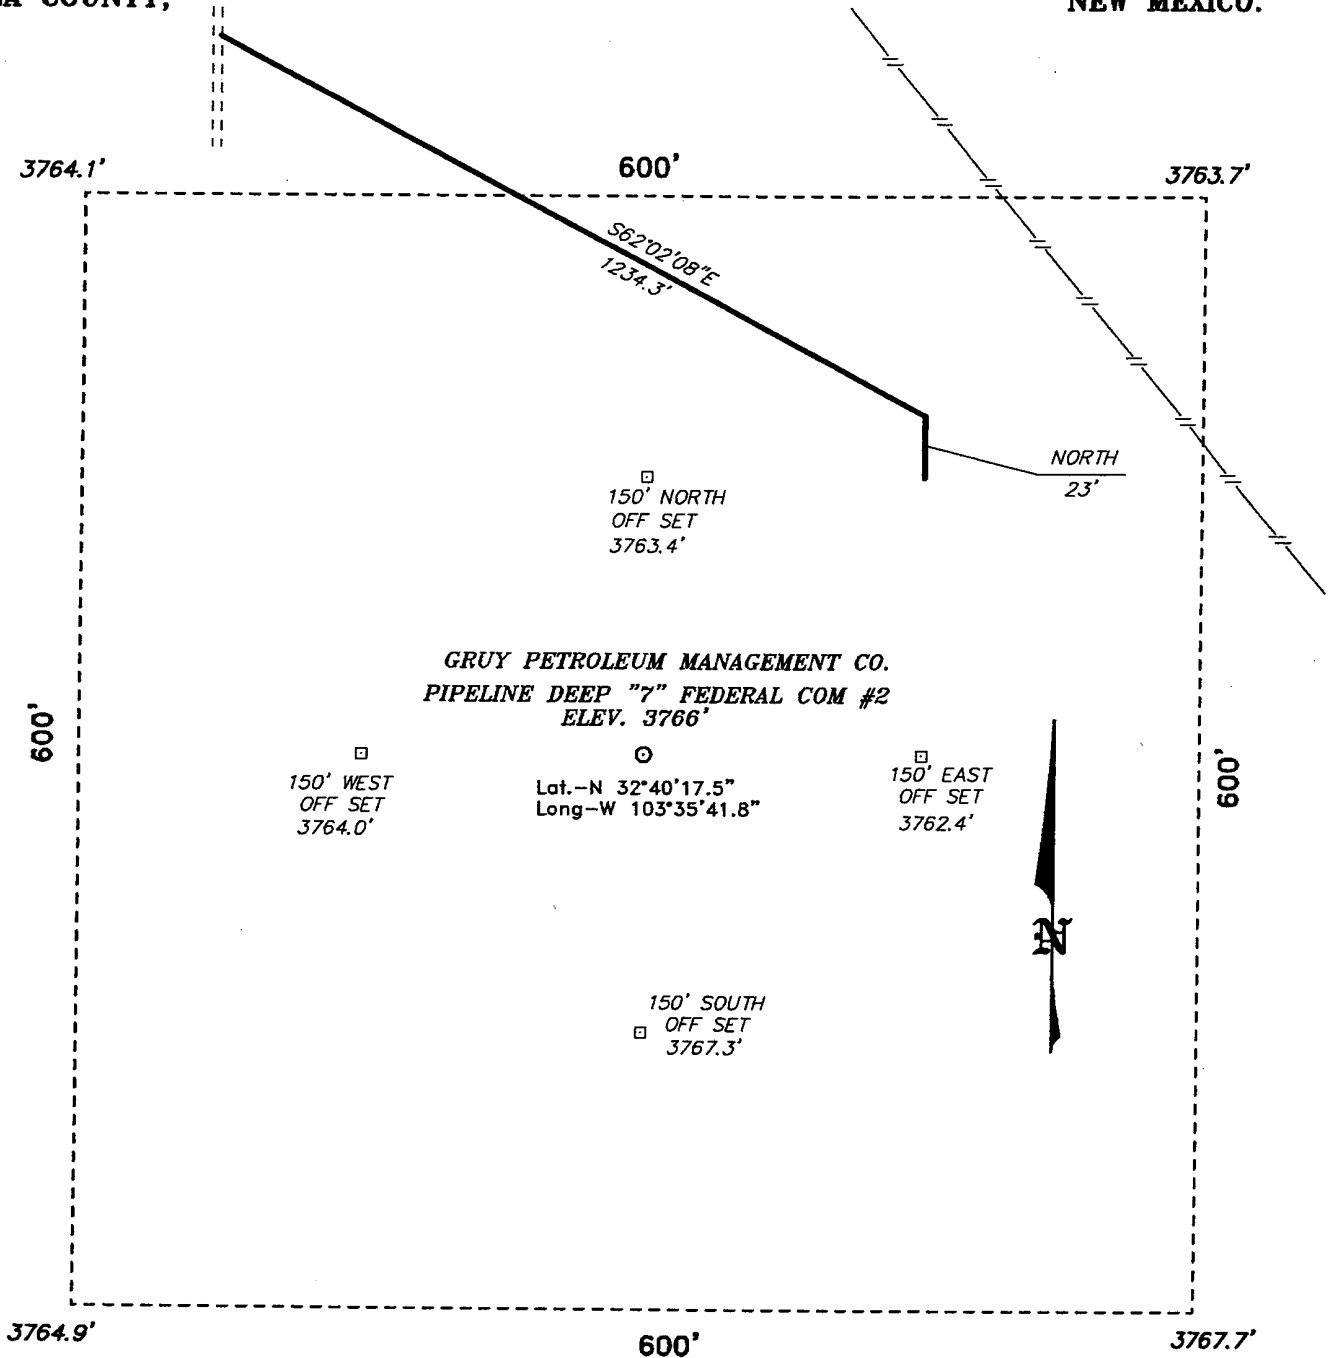 COUNTY,
NEW MEXICO.
3764.1'
600'
3763.7'
S62°02'08"E
1234.3'
NORTH
23'
150' NORTH
OFF SET
3763.4'
GRUY PETROLEUM MANAGEMENT CO.
PIPELINE DEEP "7" FEDERAL COM #2
ELEV. 3766'
600'
150' WEST
OFF SET
3764.0'
Lat.-N 32°40'17.5"
Long-W 103°35'41.8"
150' EAST
OFF SET
3762.4'
600'
N
150' SOUTH
OFF SET
3767.3'
3764.9'
600'
3767.7'